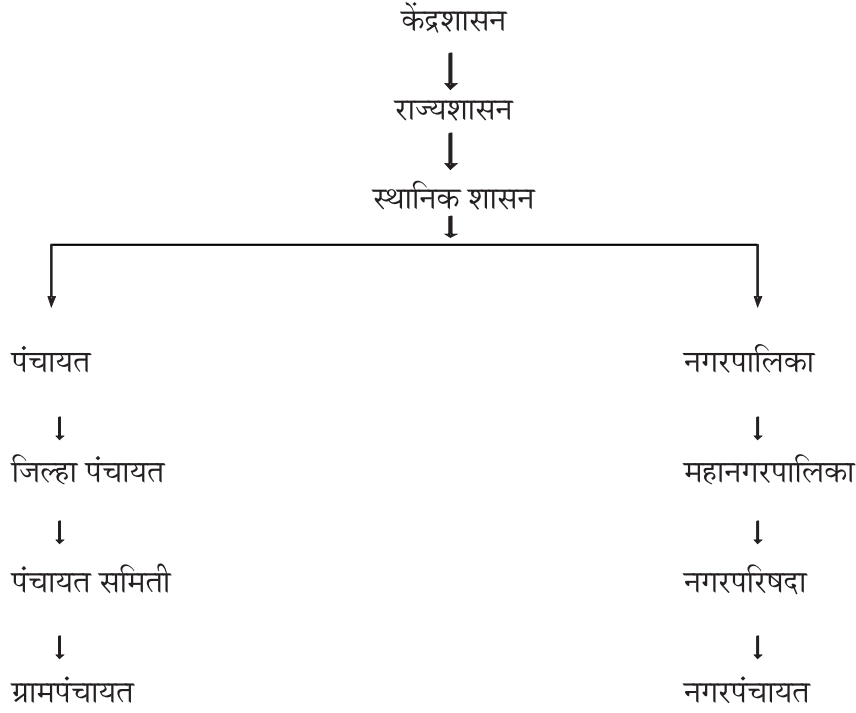 केंद्रशासन
राज्यशासन
स्थानिक शासन
पंचायत
नगरपालिका
जिल्हा पंचायत
महानगरपालिका
पंचायत समिती
नगरपरिषदा
ग्रामपंचायत
नगरपंचायत